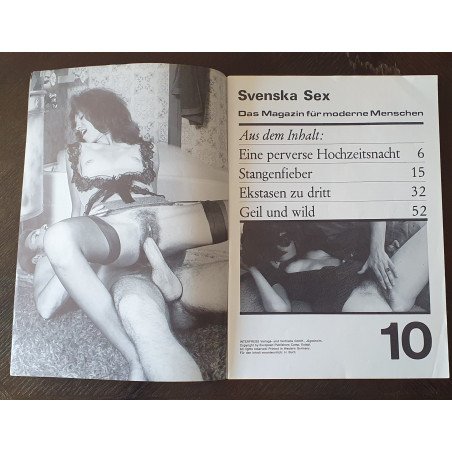 Svenska Sex
Das Magazin für moderne Menschen
Aus dem Inhalt:
Eine perverse Hochzeitsnacht 6
Stangenfieber 15
Ekstasen zu dritt 32
Geil und wild 52
10